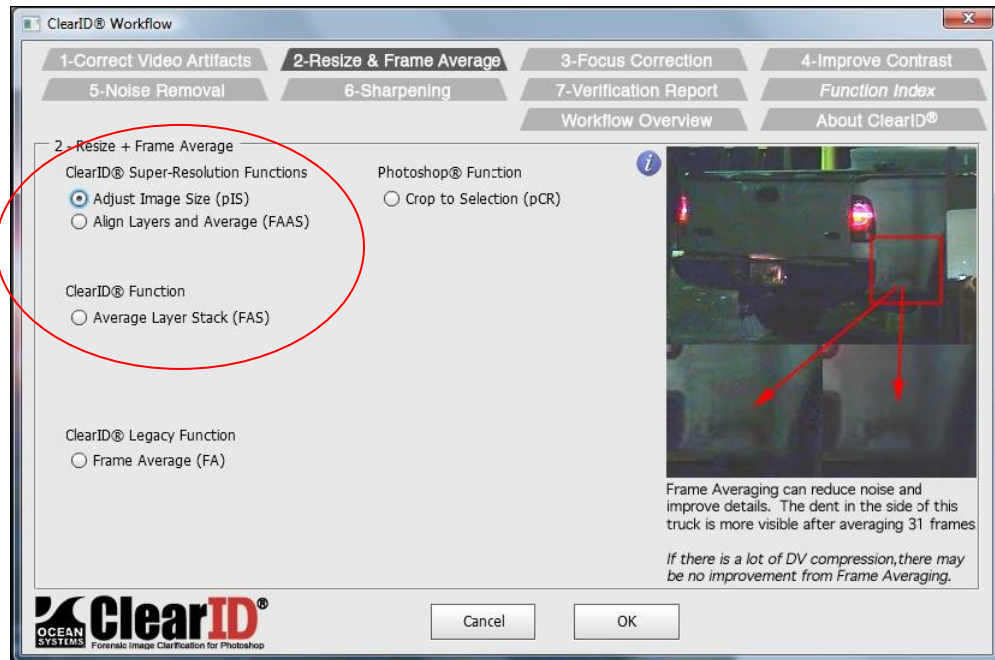 ClearID® Workflow
1-Correct Video Artifacts
2-Resize & Frame Average
3-Focus Correction
4-Improve Contrast
5-Noise Removal
6-Sharpening
7-Verification Report
Function Index
Workflow Overview
About ClearID®
2 - Resize + Frame Average
ClearID® Super-Resolution Functions
Adjust Image Size (pIS)
Align Layers and Average (FAAS)
ClearID® Function
Average Layer Stack (FAS)
ClearID® Legacy Function
Frame Average (FA)
Photoshop® Function
Crop to Selection (pCR)
Frame Averaging can reduce noise and
improve details. The dent in the side of this
truck is more visible after averaging 31 frames
If there is a lot of DV compression,there may
be no improvement from Frame Averaging.
OCEAN
SYSTEMS
ClearID®
Forensic Image Clarification for Photoshop
Cancel
OK